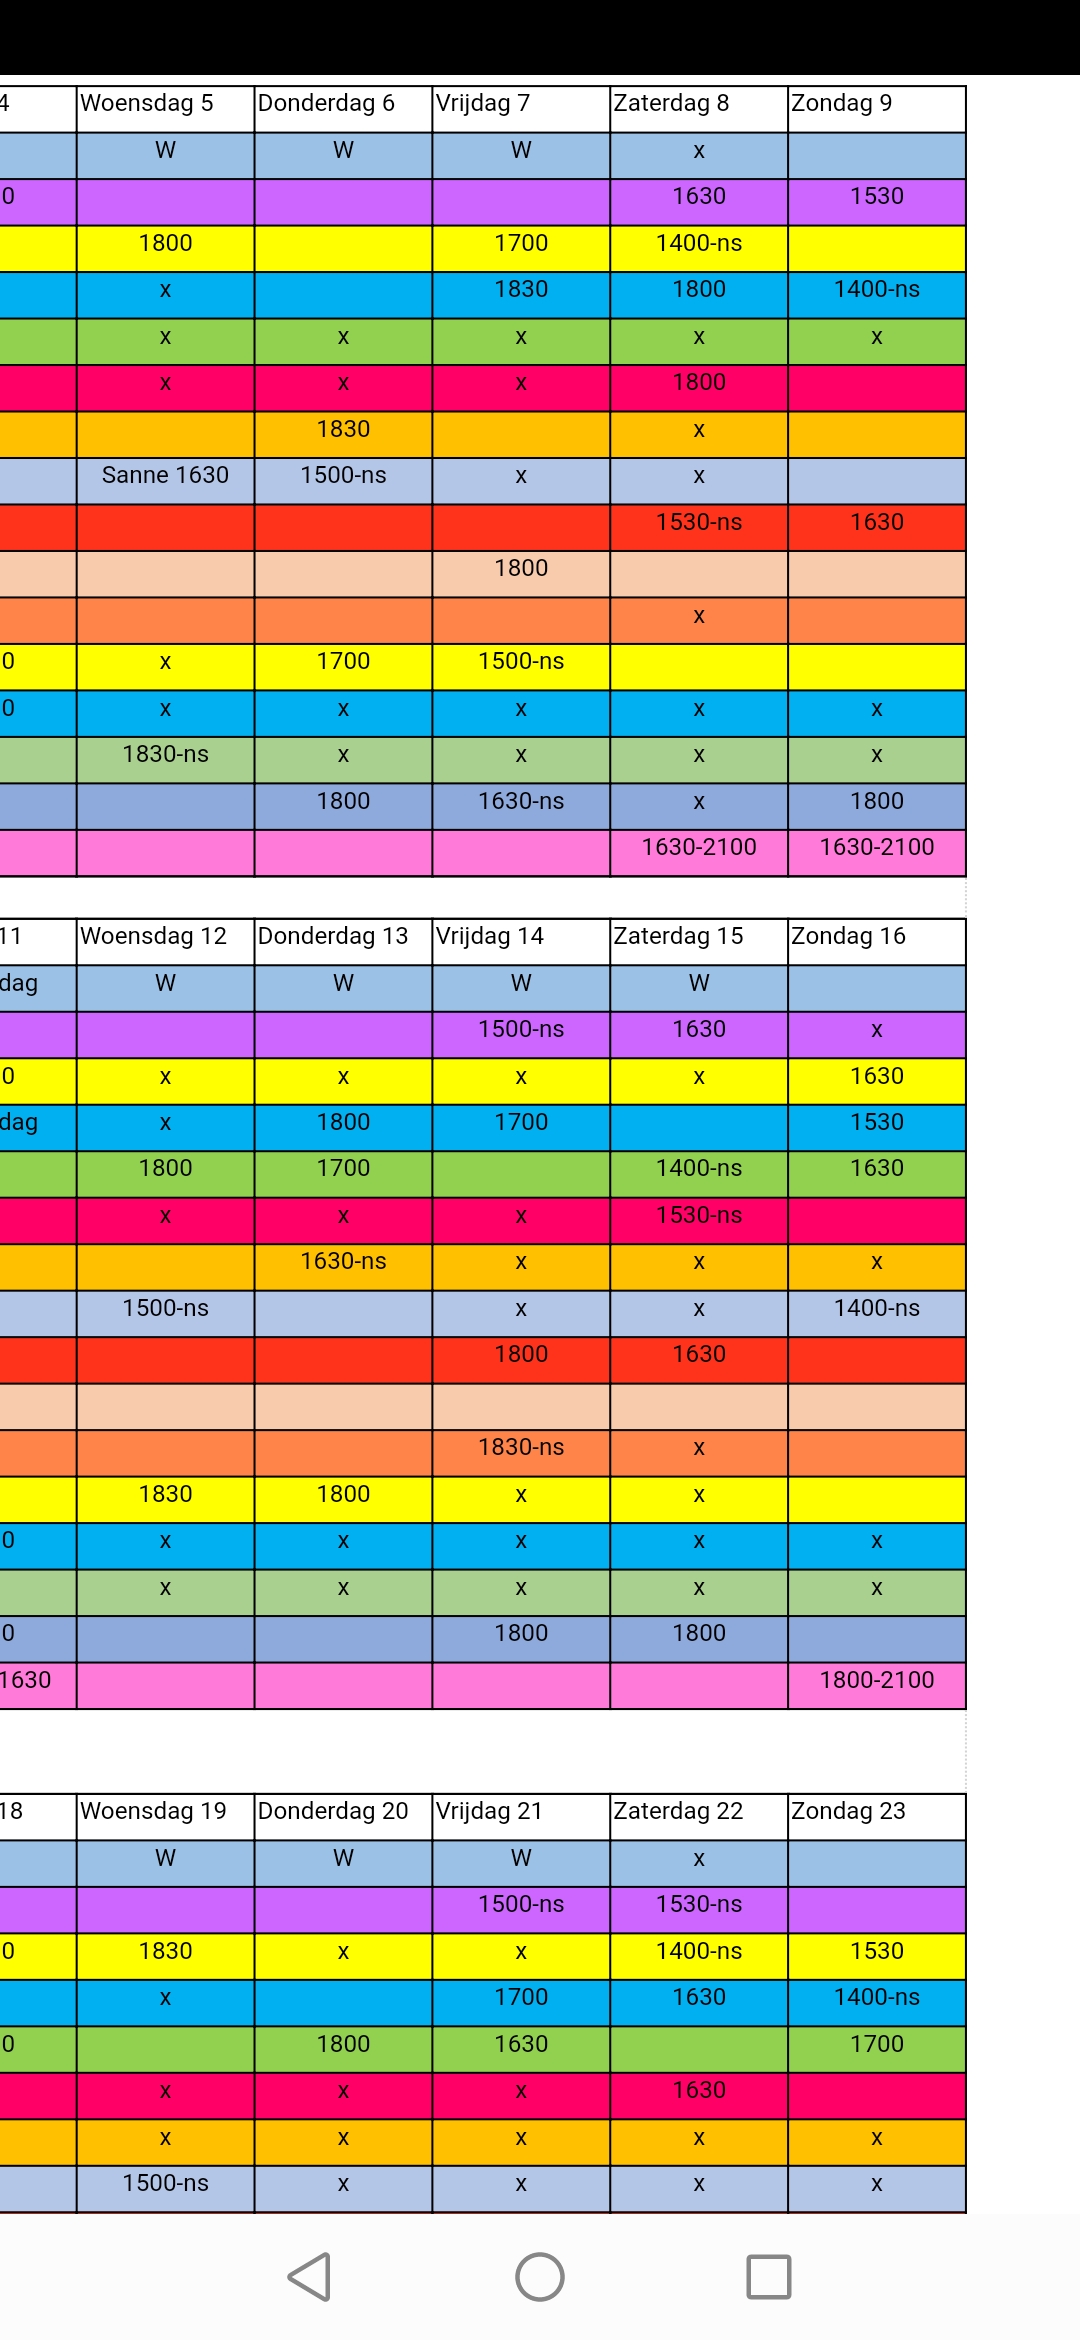 4 Woensdag 5 Donderdag 6 Vrijdag 7 Zaterdag 8 Zondag 9
W W W x
0 1630 1530
1800 1700 1400-ns
x 1830 1800 1400-ns
x x x x x
x x x 1800
1830 x
Sanne 1630 1500-ns x x
1530-ns 1630
1800
x
0 x 1700 1500-ns
0 x x x x x
1830-ns x x x x
1800 1630-ns x 1800
1630-2100 1630-2100
11 Woensdag 12 Donderdag 13 Vrijdag 14 Zaterdag 15 Zondag 16
dag W W W W
1500-ns 1630 x
0 x x x x 1630
dag x 1800 1700 1530
1800 1700 1400-ns 1630
x x x 1530-ns
1630-ns x x x
1500-ns x x 1400-ns
1800 1630
1830-ns x
1830 1800 x x
0 x x x x x
x x x x x
0 1800 1800
1630 1800-2100
18 Woensdag 19 Donderdag 20 Vrijdag 21 Zaterdag 22 Zondag 23
W W W x
1500-ns 1530-ns
0 1830 x x 1400-ns 1530
x 1700 1630 1400-ns
0 1800 1630 1700
x x x 1630
x x x x x
1500-ns x x x x